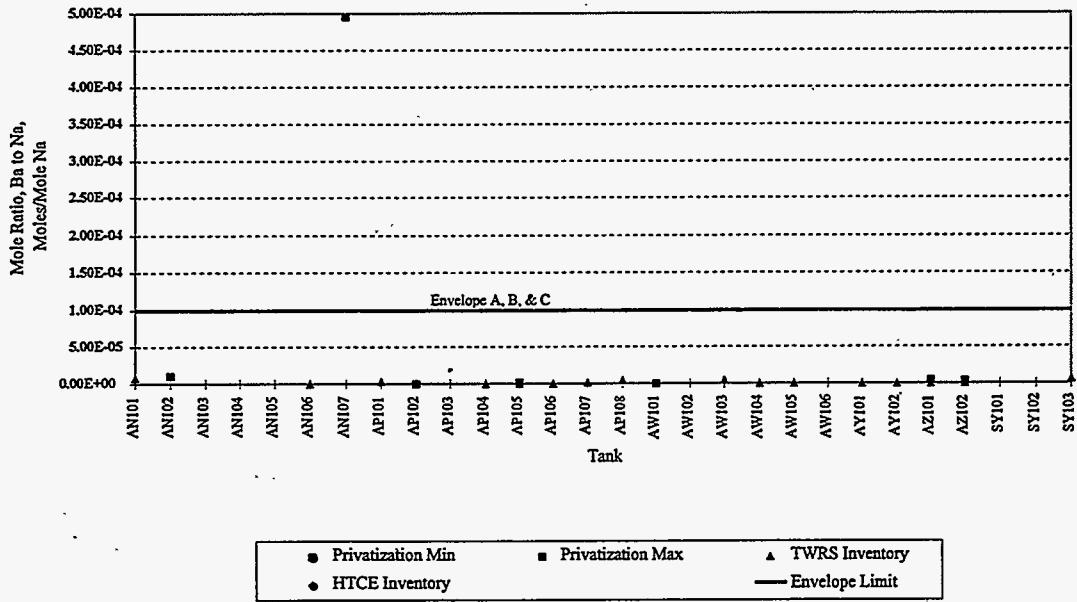 5.00E-04
4.50E-04
4.00E-04
3.50E-04
3.00E-04
2.50E-04
2.00E-04
1.50E-04
1.00E-04
5.00E-05
0.00E+00
Mole Ratio, Ba to Na,
Moles/Mole Na
Envelope A, B, & C
AN101
AN102
AN103
AN104
AN105
AN106
AN107
AP101
AP102
AP103
AP104
AP105
AP106
AP107
AP108
AW101
AW102
AW103
AW104
AW105
AW106
AY101
AY102
AZ101
AZ102
SY101
SY102
SY103
Tank
Privatization Min Privatization Max TWRS Inventory
HTCE Inventory Envelope Limit